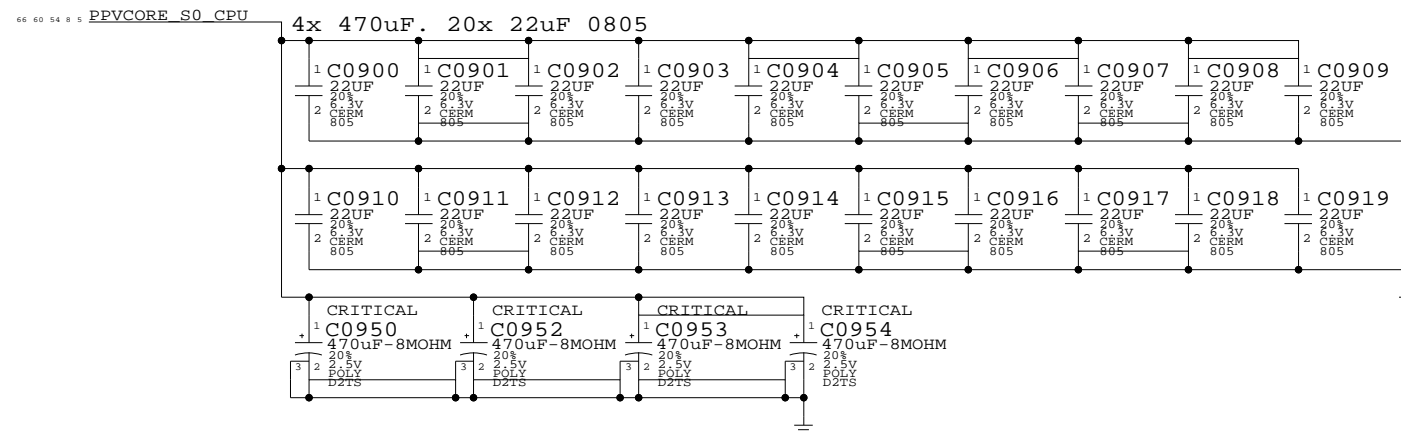 66 60 54 8 5 PPVCORE_S0_CPU
4x 470uF. 20x 22uF 0805
1 C0900 22UF 20% 6.3V 2 CERM 805
1 C0901 22UF 20% 6.3V 2 CERM 805
1 C0902 22UF 20% 6.3V 2 CERM 805
1 C0903 22UF 20% 6.3V 2 CERM 805
1 C0904 22UF 20% 6.3V 2 CERM 805
1 C0905 22UF 20% 6.3V 2 CERM 805
1 C0906 22UF 20% 6.3V 2 CERM 805
1 C0907 22UF 20% 6.3V 2 CERM 805
1 C0908 22UF 20% 6.3V 2 CERM 805
1 C0909 22UF 20% 6.3V 2 CERM 805
1 C0910 22UF 20% 6.3V 2 CERM 805
1 C0911 22UF 20% 6.3V 2 CERM 805
1 C0912 22UF 20% 6.3V 2 CERM 805
1 C0913 22UF 20% 6.3V 2 CERM 805
1 C0914 22UF 20% 6.3V 2 CERM 805
1 C0915 22UF 20% 6.3V 2 CERM 805
1 C0916 22UF 20% 6.3V 2 CERM 805
1 C0917 22UF 20% 6.3V 2 CERM 805
1 C0918 22UF 20% 6.3V 2 CERM 805
1 C0919 22UF 20% 6.3V 2 CERM 805
CRITICAL
+ 1 C0950
470uF-8MOHM
20%
3 2 2.5V
POLY
D2TS
CRITICAL
+ 1 C0952
470uF-8MOHM
20%
3 2 2.5V
POLY
D2TS
CRITICAL
+ 1 C0953
470uF-8MOHM
20%
3 2 2.5V
POLY
D2TS
CRITICAL
+ 1 C0954
470uF-8MOHM
20%
3 2 2.5V
POLY
D2TS